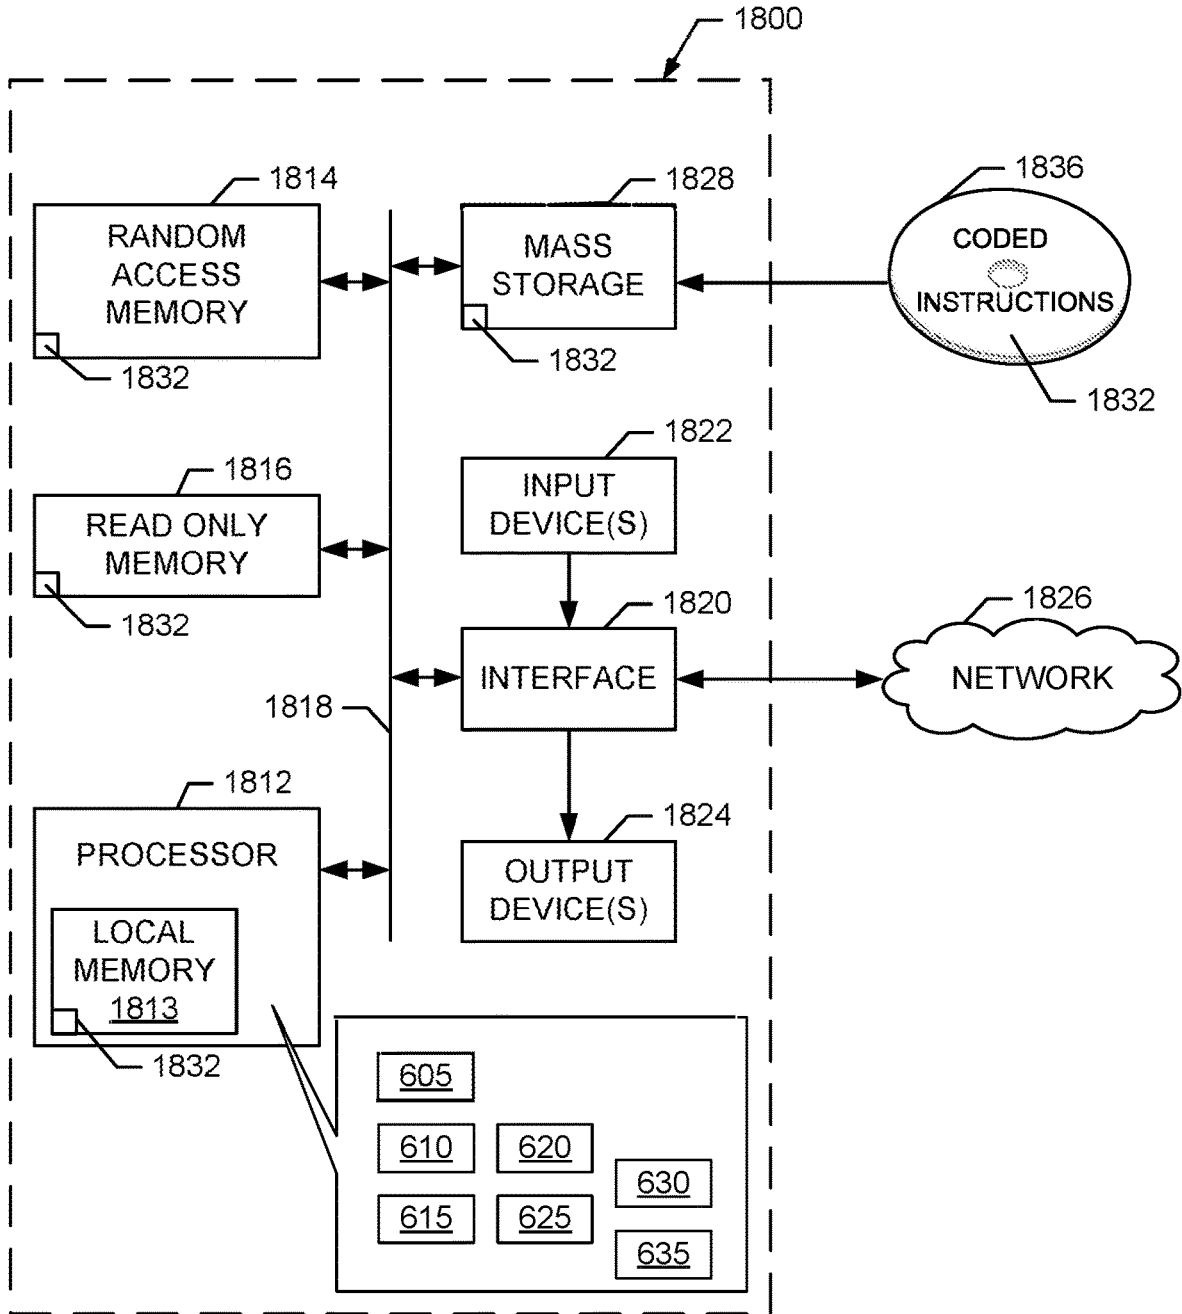 1800
1814
RANDOM
ACCESS
MEMORY
1832
1828
MASS
STORAGE
1832
1836
CODED
INSTRUCTIONS
1832
1816
READ ONLY
MEMORY
1832
1822
INPUT
DEVICE(S)
1820
INTERFACE
1818
1826
NETWORK
1812
PROCESSOR
LOCAL
MEMORY
1813
1832
1824
OUTPUT
DEVICE(S)
605
610
620
630
615
625
635